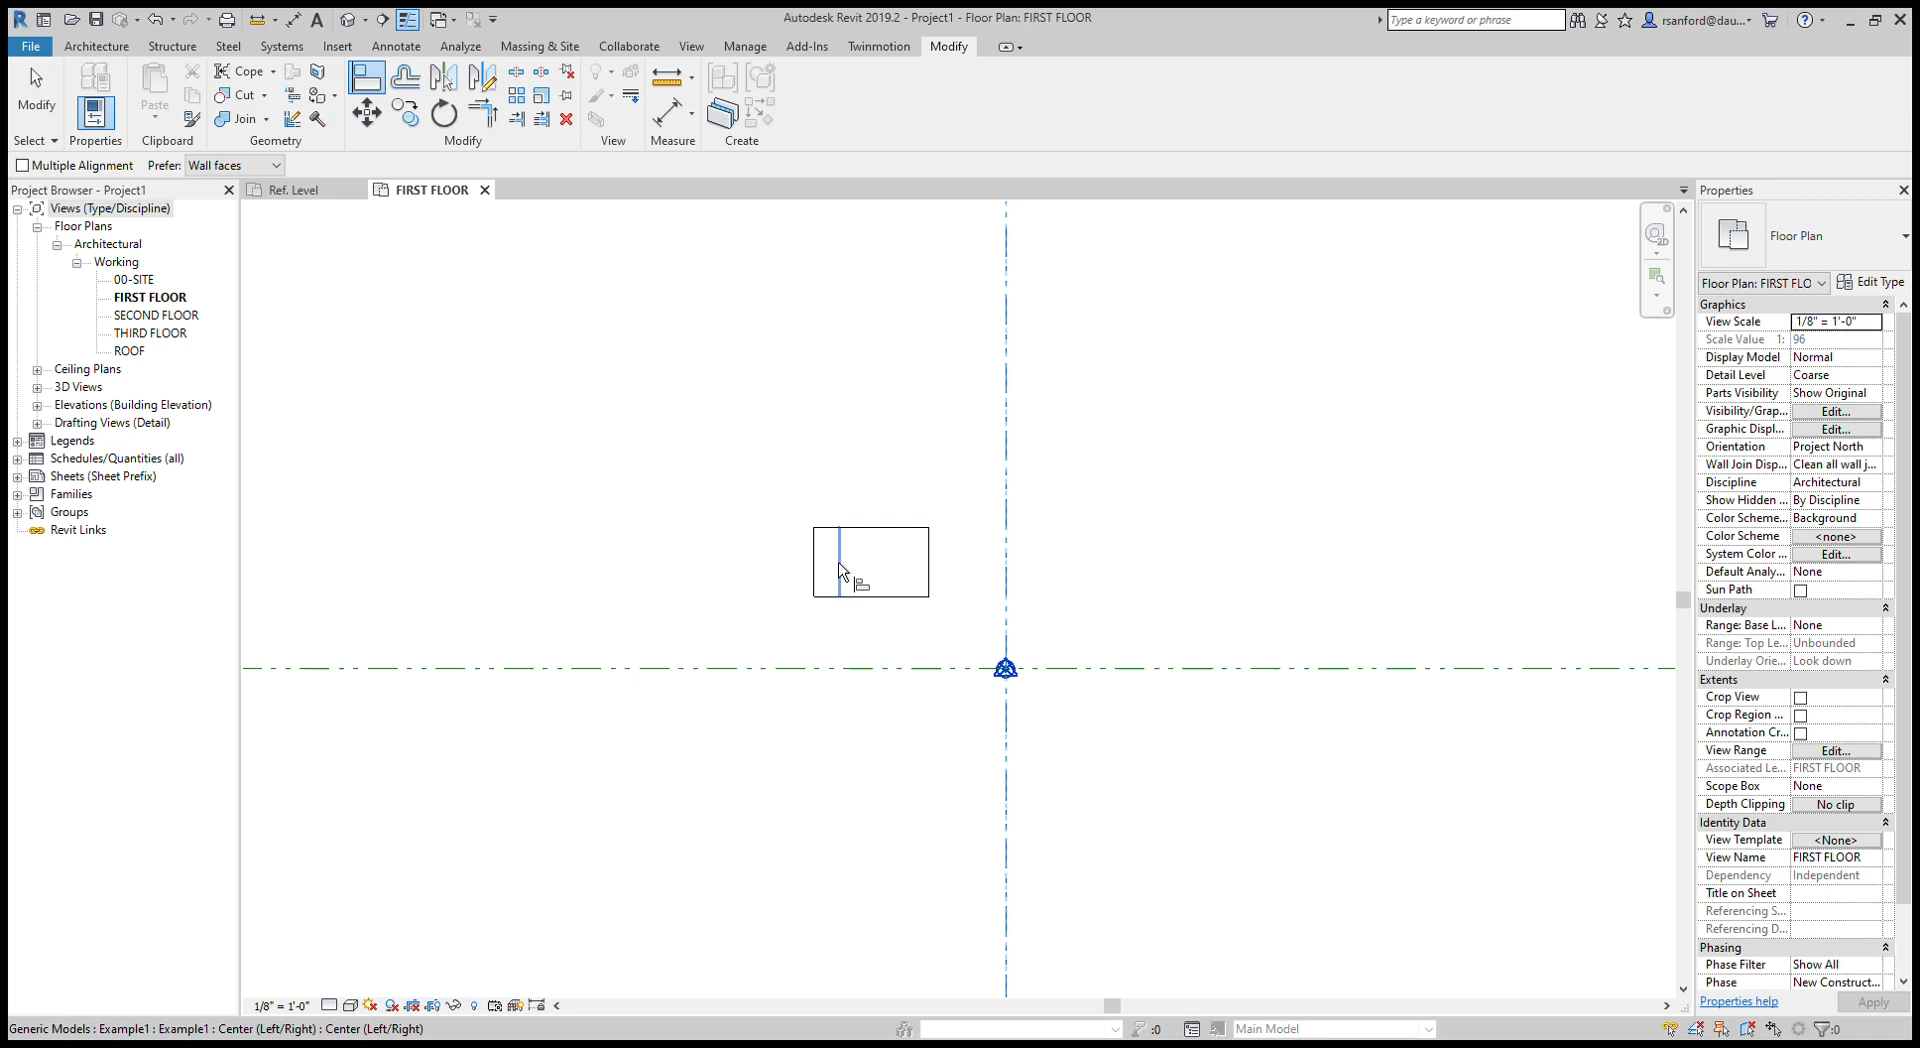 Autodesk Revit 2019.2 - Project1 - Floor Plan: FIRST FLOOR
Type a keyword or phrase
rsanford@dau...
File Architecture Structure Steel Systems Insert Annotate Analyze Massing & Site Collaborate View Manage Add-Ins Twinmotion Modify
Modify
Paste
Cope
Cut
Join
Select Properties Clipboard Geometry Modify View Measure Create
Multiple Alignment Prefer: Wall faces
Project Browser - Project1
Views (Type/Discipline)
Floor Plans
Architectural
Working
00-SITE
FIRST FLOOR
SECOND FLOOR
THIRD FLOOR
ROOF
Ceiling Plans
3D Views
Elevations (Building Elevation)
Drafting Views (Detail)
Legends
Schedules/Quantities (all)
Sheets (Sheet Prefix)
Families
Groups
Revit Links
Ref. Level
FIRST FLOOR
2D
Properties
Floor Plan
Floor Plan: FIRST FLO Edit Type
Graphics
View Scale 1/8" = 1'-0"
Scale Value 1: 96
Display Model Normal
Detail Level Coarse
Parts Visibility Show Original
Visibility/Grap... Edit...
Graphic Displ... Edit...
Orientation Project North
Wall Join Disp... Clean all wall j...
Discipline Architectural
Show Hidden ... By Discipline
Color Scheme... Background
Color Scheme <none>
System Color ... Edit...
Default Analy... None
Sun Path
Underlay
Range: Base L... None
Range: Top Le... Unbounded
Underlay Orie... Look down
Extents
Crop View
Crop Region ...
Annotation Cr...
View Range Edit...
Associated Le... FIRST FLOOR
Scope Box None
Depth Clipping No clip
Identity Data
View Template <None>
View Name FIRST FLOOR
Dependency Independent
Title on Sheet
Referencing S...
Referencing D...
Phasing
Phase Filter Show All
Phase New Construct...
Properties help Apply
1/8" = 1'-0"
Generic Models : Example1 : Example1 : Center (Left/Right) : Center (Left/Right)
:0
Main Model
:0